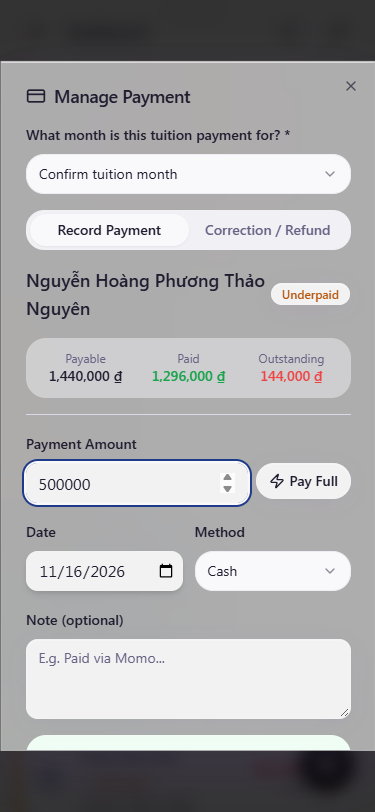 Manage Payment
What month is this tuition payment for? *
Confirm tuition month
Record Payment
Correction / Refund
Nguyễn Hoàng Phương Thảo
Nguyên
Underpaid
Payable
Paid
Outstanding
1,440,000 ₫
1,296,000 ₫
144,000 ₫
Payment Amount
500000
Pay Full
Date
Method
11/16/2026
Cash
Note (optional)
E.g. Paid via Momo...